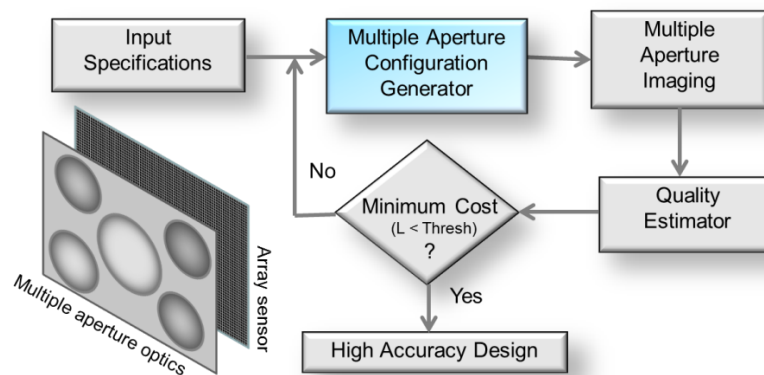 Input
Specifications
Multiple Aperture
Configuration
Generator
Multiple
Aperture
Imaging
No
Minimum Cost
(L < Thresh)
?
Quality
Estimator
Yes
High Accuracy Design
Array sensor
Multiple aperture optics